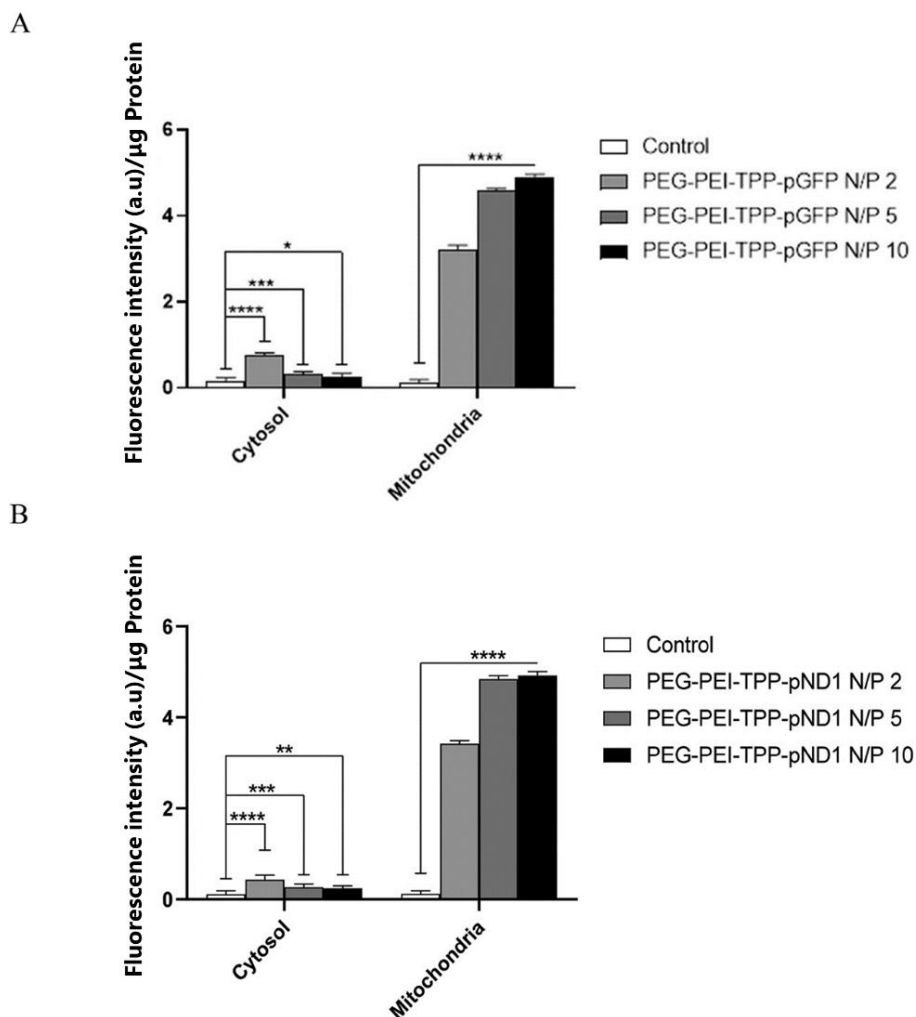 A
Fluorescence intensity (a.u)/µg Protein
6
4
2
0
****
***
*
****
Cytosol
Mitochondria
Control
PEG-PEI-TPP-pGFP N/P 2
PEG-PEI-TPP-pGFP N/P 5
PEG-PEI-TPP-pGFP N/P 10
B
Fluorescence intensity (a.u)/µg Protein
6
4
2
0
****
***
**
****
Cytosol
Mitochondria
Control
PEG-PEI-TPP-pND1 N/P 2
PEG-PEI-TPP-pND1 N/P 5
PEG-PEI-TPP-pND1 N/P 10